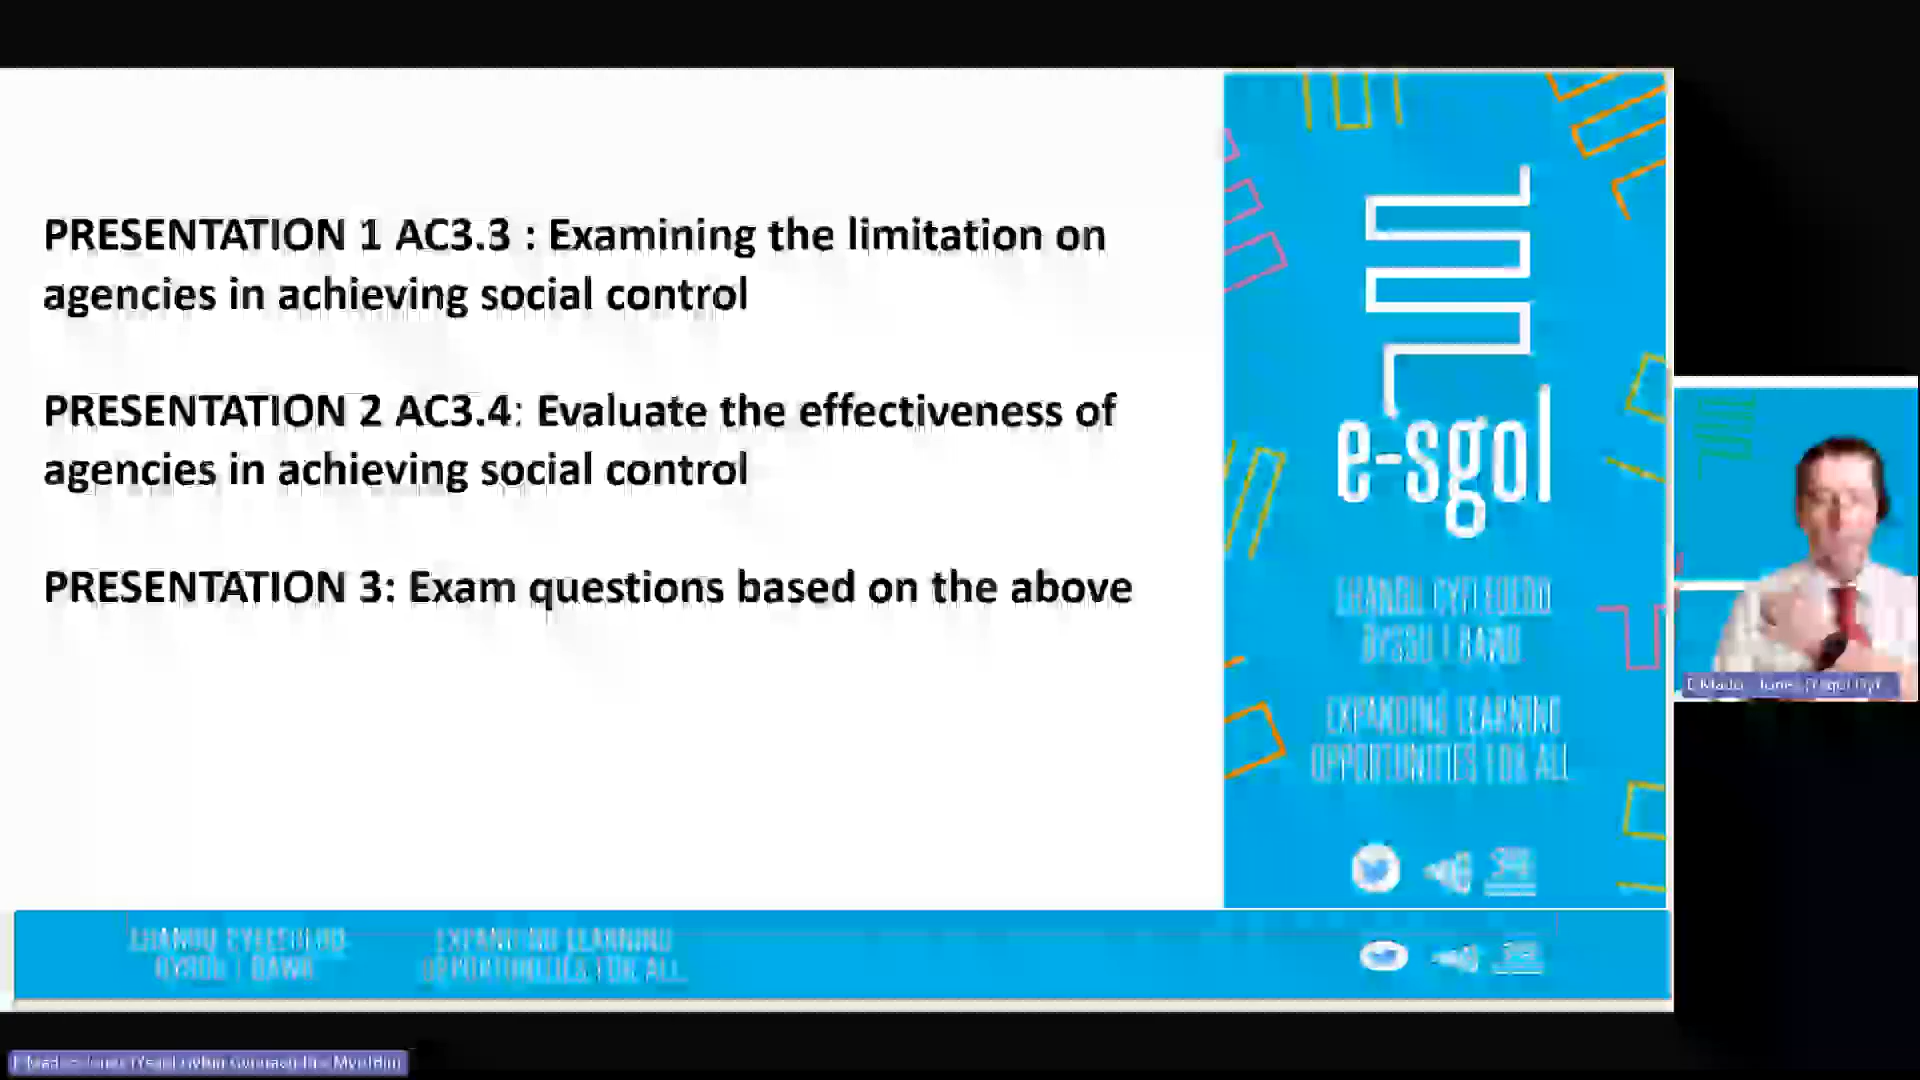 PRESENTATION 1 AC3.3 : Examining the limitation on
agencies in achieving social control
PRESENTATION 2 AC3.4: Evaluate the effectiveness of
agencies in achieving social control
PRESENTATION 3: Exam questions based on the above
e-sgol
EHANGU CYFLEOEDD
DYSGU I BAWB
EXPANDING LEARNING
OPPORTUNITIES FOR ALL
EHANGU CYFLEOEDD
DYSGU I BAWB
EXPANDING LEARNING
OPPORTUNITIES FOR ALL